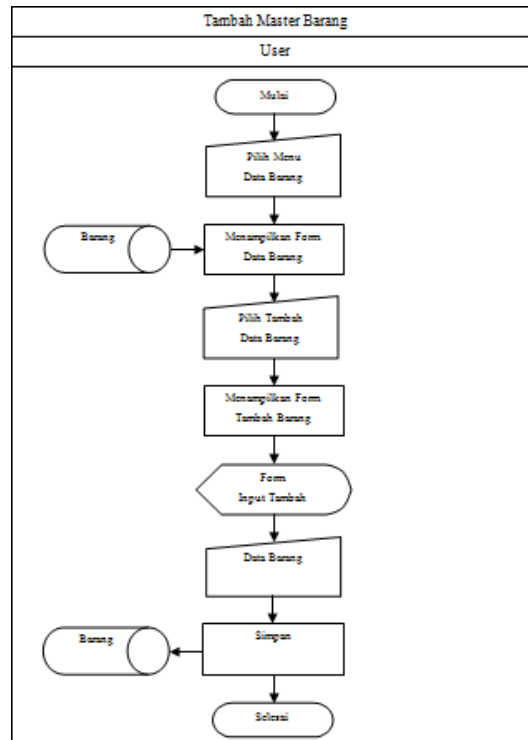 Tambah Master Barang
User
Mulai
Pilih Menu
Data Barang
Barang
Menampilkan Form
Data Barang
Pilih Tambah
Data Barang
Menampilkan Form
Tambah Barang
Form
Input Tambah
Data Barang
Barang
Simpan
Selesai